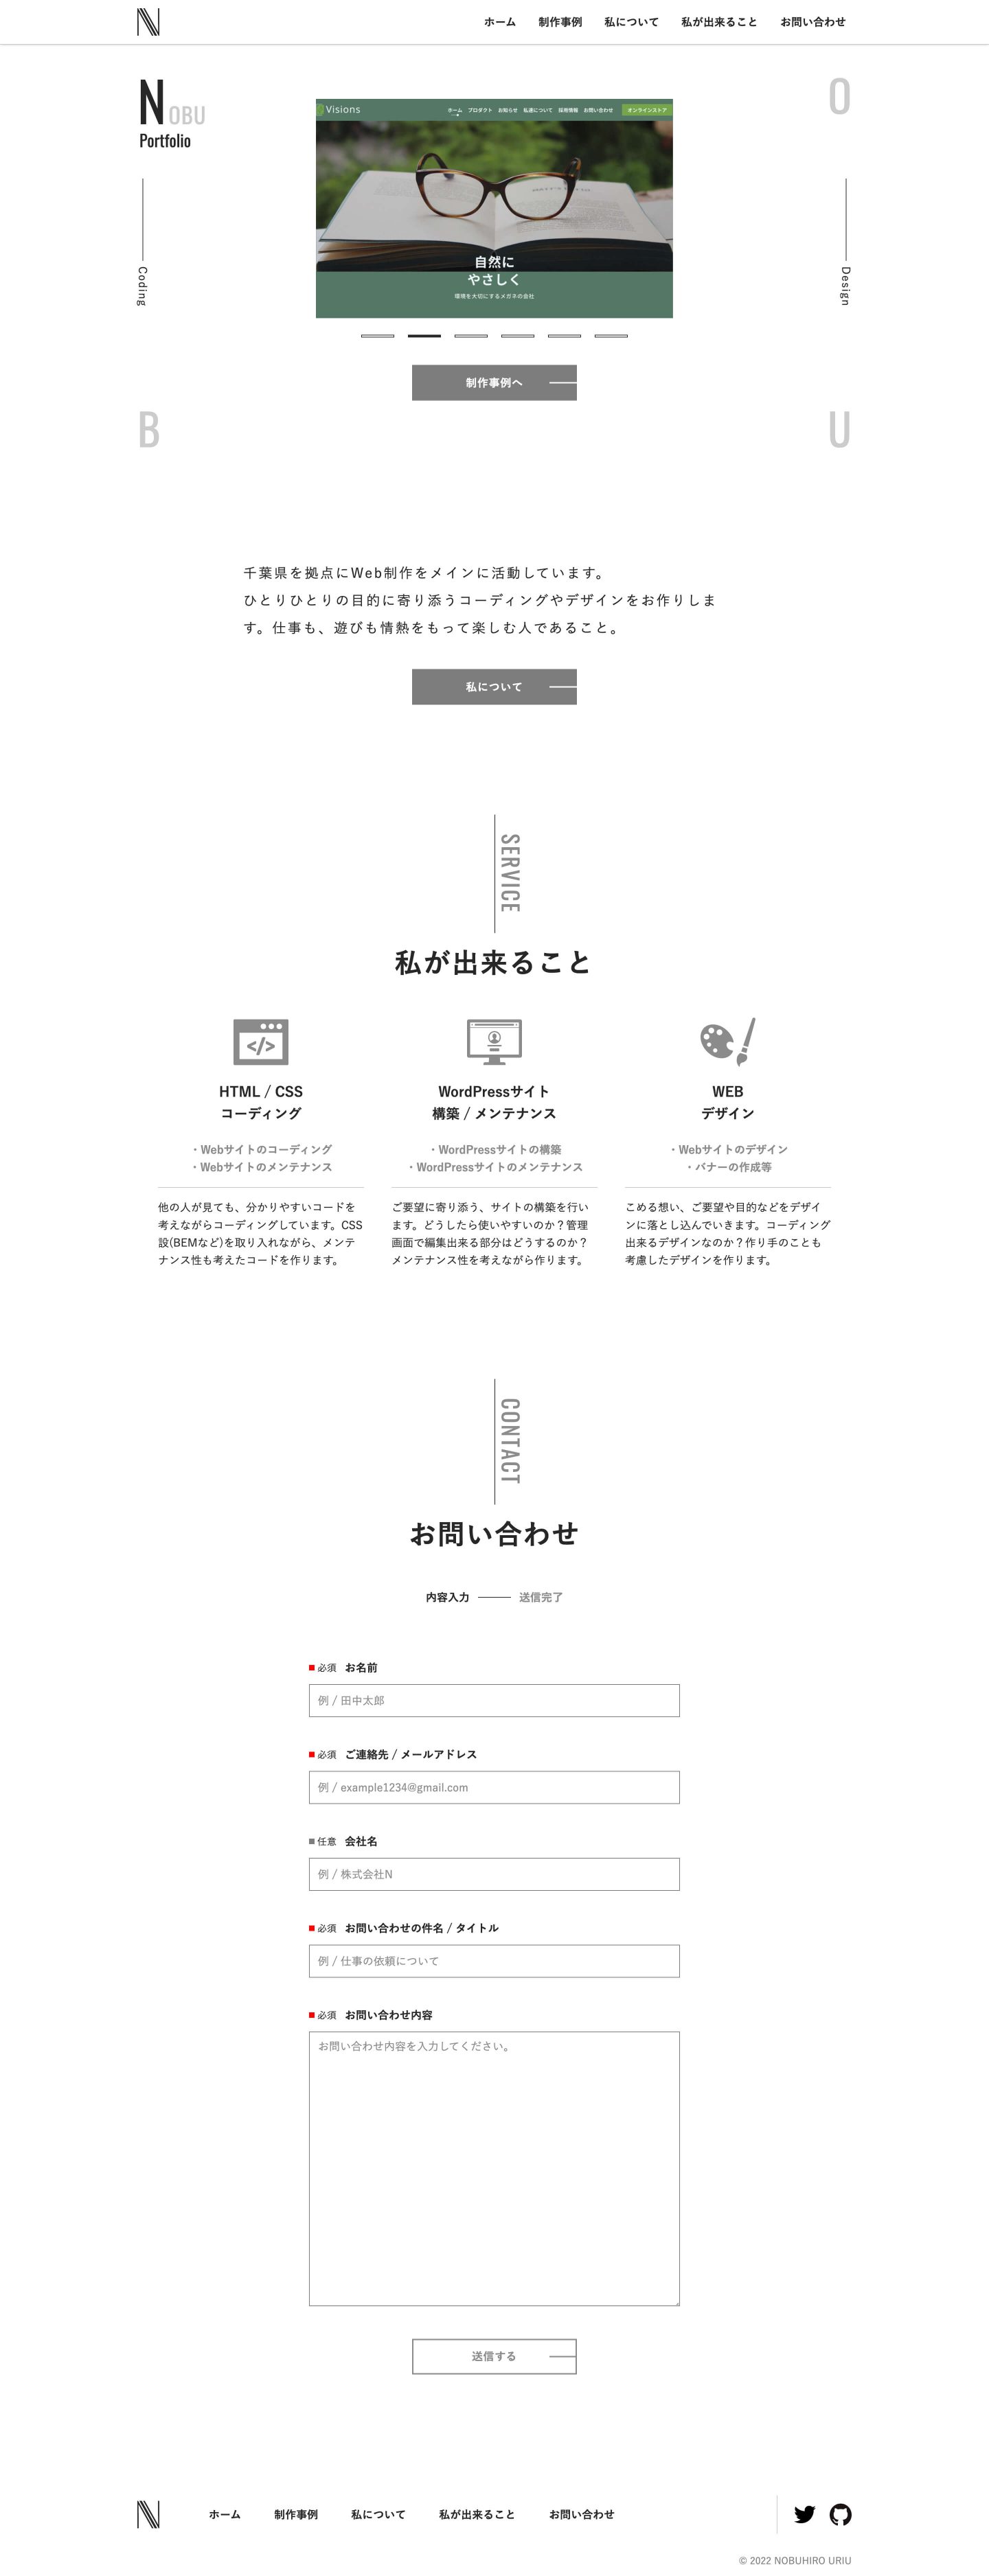 ホーム 制作事例 私について 私が出来ること お問い合わせ
NOBU
Portfolio
O
Visions
ホーム プロダクト お知らせ 私達について 採用情報 お問い合わせ オンラインストア
自然に
やさしく
環境を大切にするメガネの会社
Coding
Design
制作事例へ
B
U
千葉県を拠点にWeb制作をメインに活動しています。
ひとりひとりの目的に寄り添うコーディングやデザインをお作りしま
す。仕事も、遊びも情熱をもって楽しむ人であること。
私について
SERVICE
私が出来ること
HTML / CSS
コーディング
・Webサイトのコーディング
・Webサイトのメンテナンス
他の人が見ても、分かりやすいコードを
考えながらコーディングしています。CSS
設(BEMなど)を取り入れながら、メンテ
ナンス性も考えたコードを作ります。
WordPressサイト
構築 / メンテナンス
・WordPressサイトの構築
・WordPressサイトのメンテナンス
ご要望に寄り添う、サイトの構築を行い
ます。どうしたら使いやすいのか？管理
画面で編集出来る部分はどうするのか？
メンテナンス性を考えながら作ります。
WEB
デザイン
・Webサイトのデザイン
・バナーの作成等
こめる想い、ご要望や目的などをデザイ
ンに落とし込んでいきます。コーディング
出来るデザインなのか？作り手のことも
考慮したデザインを作ります。
CONTACT
お問い合わせ
内容入力 送信完了
必須 お名前
例 / 田中太郎
必須 ご連絡先 / メールアドレス
例 / example1234@gmail.com
任意 会社名
例 / 株式会社N
必須 お問い合わせの件名 / タイトル
例 / 仕事の依頼について
必須 お問い合わせ内容
お問い合わせ内容を入力してください。
送信する
ホーム 制作事例 私について 私が出来ること お問い合わせ
© 2022 NOBUHIRO URIU